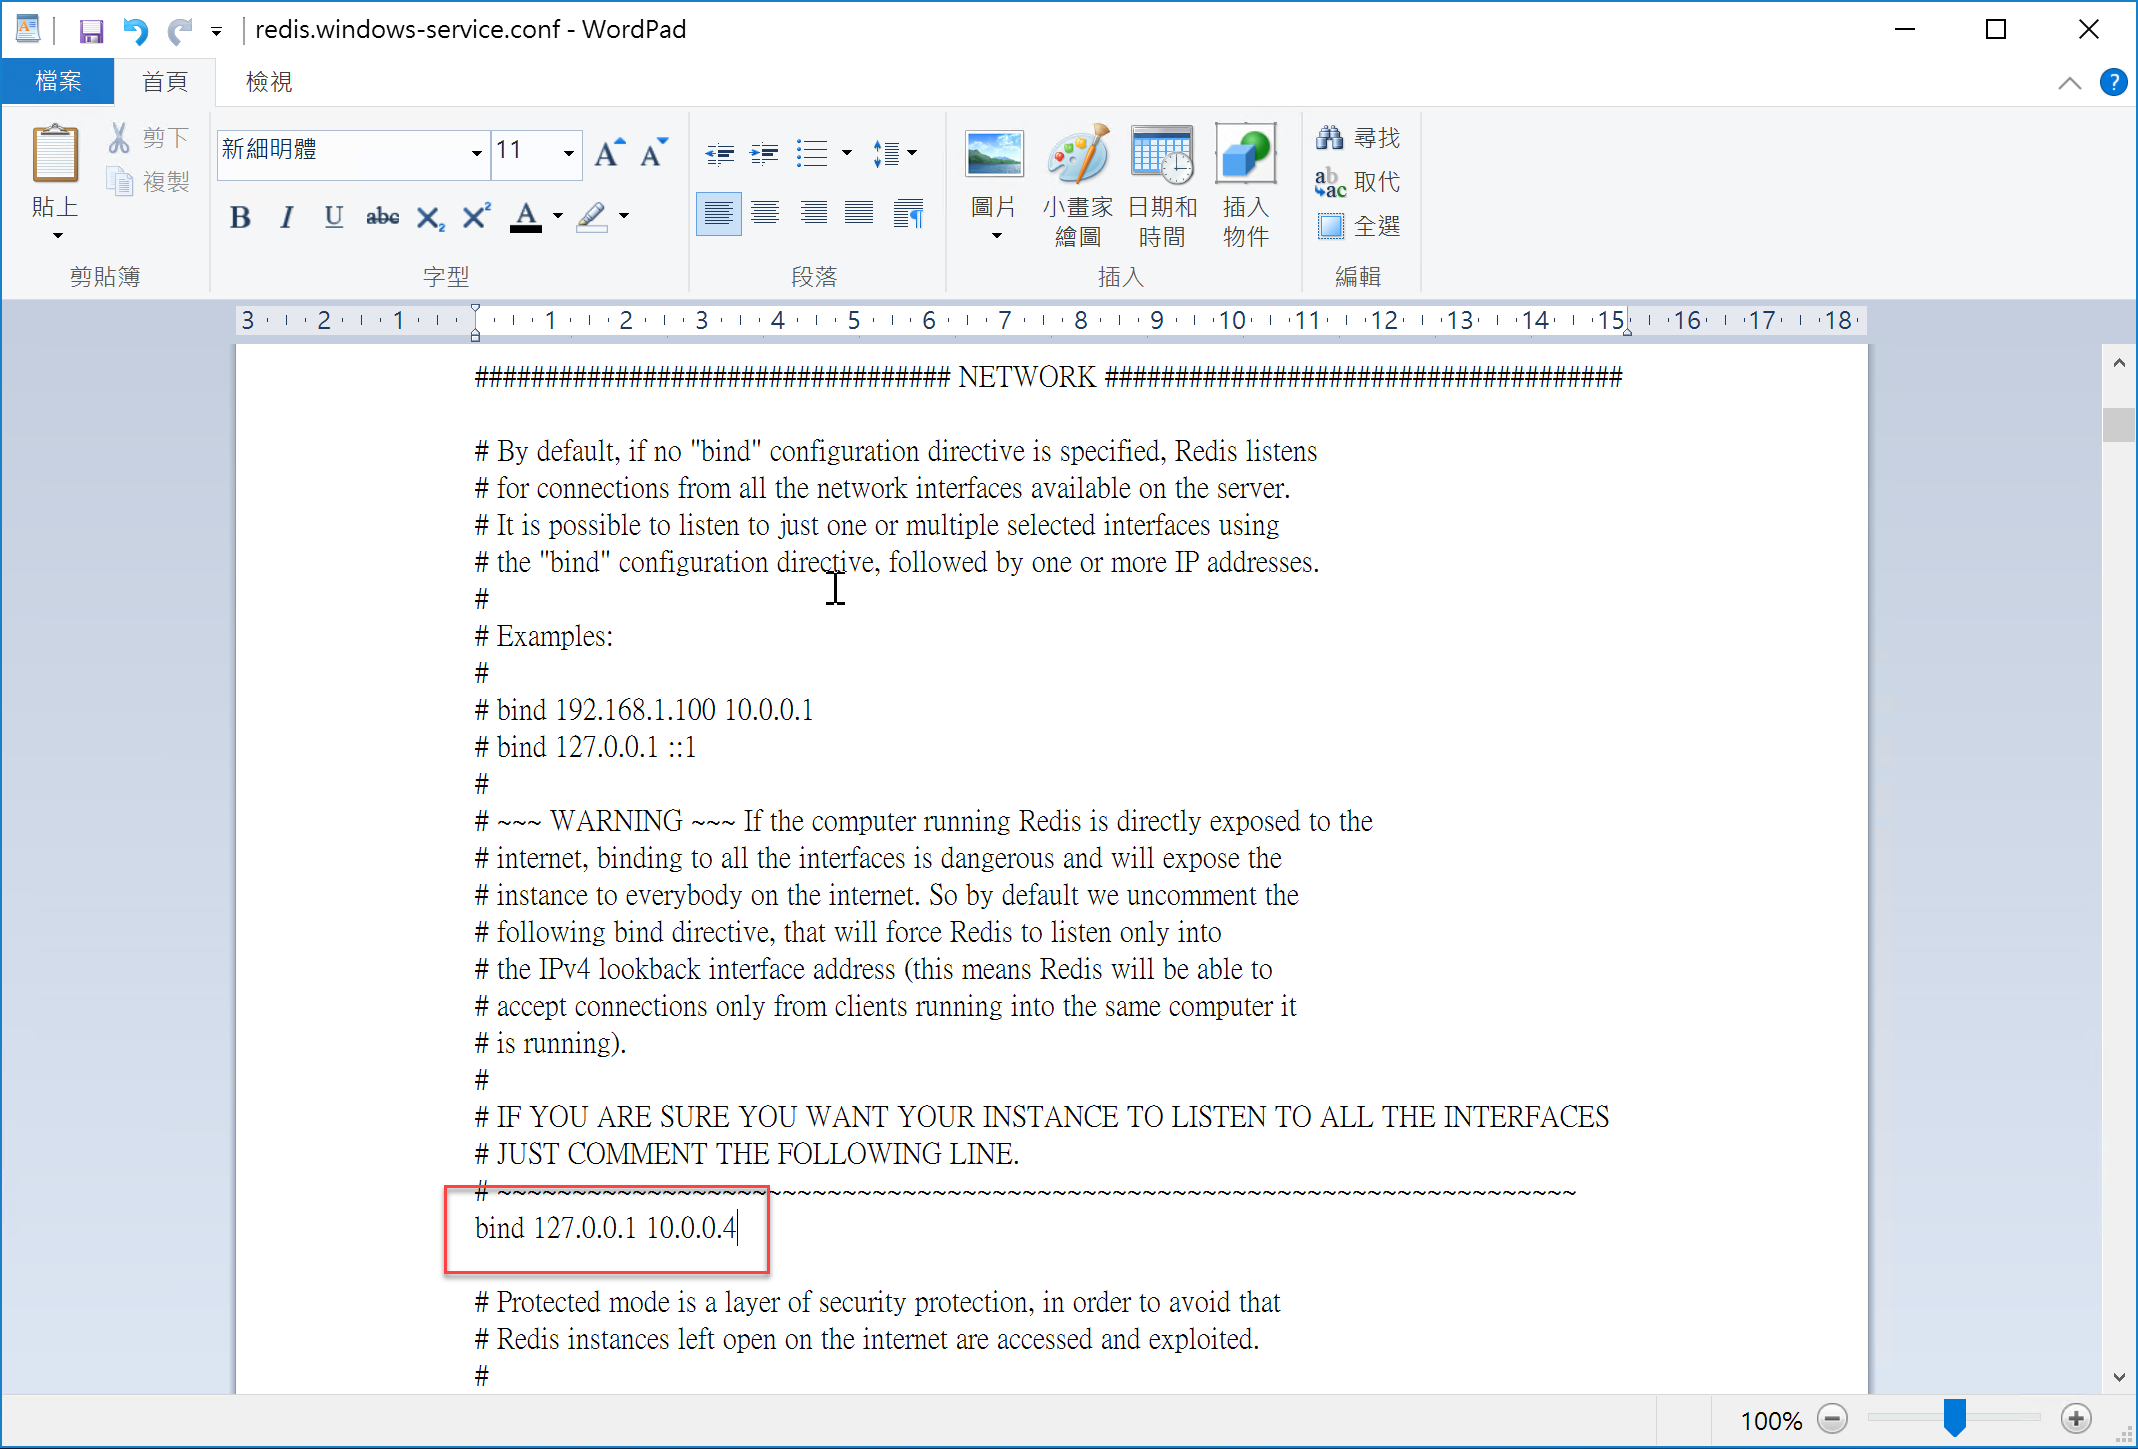 redis.windows-service.conf - WordPad
檔案 首頁 檢視
貼上 剪下 複製 剪貼簿
新細明體 11
B I U abc X₂ X² A
字型
段落
圖片 小畫家繪圖 日期和時間 插入物件
插入
尋找
取代
全選
編輯
3 2 1 1 2 3 4 5 6 7 8 9 10 11 12 13 14 15 16 17 18
################################## NETWORK #####################################
# By default, if no "bind" configuration directive is specified, Redis listens
# for connections from all the network interfaces available on the server.
# It is possible to listen to just one or multiple selected interfaces using
# the "bind" configuration directive, followed by one or more IP addresses.
#
# Examples:
#
# bind 192.168.1.100 10.0.0.1
# bind 127.0.0.1 ::1
#
# ~~~ WARNING ~~~ If the computer running Redis is directly exposed to the
# internet, binding to all the interfaces is dangerous and will expose the
# instance to everybody on the internet. So by default we uncomment the
# following bind directive, that will force Redis to listen only into
# the IPv4 lookback interface address (this means Redis will be able to
# accept connections only from clients running into the same computer it
# is running).
#
# IF YOU ARE SURE YOU WANT YOUR INSTANCE TO LISTEN TO ALL THE INTERFACES
# JUST COMMENT THE FOLLOWING LINE.
# ~~~~~~~~~~~~~~~~~~~~~~~~~~~~~~~~~~~~~~~~~~~~~~~~~~~~~~~~~~~~~~~~~~~~~~~~
bind 127.0.0.1 10.0.0.4
# Protected mode is a layer of security protection, in order to avoid that
# Redis instances left open on the internet are accessed and exploited.
#
100%